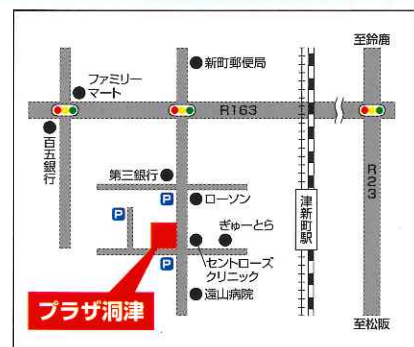 至鈴鹿
新町郵便局
ファミリー
マート
R163
百五銀行
第三銀行
R23
P
ローソン
津新町駅
P
ぎゅーとら
セントローズ
クリニック
P
プラザ洞津
遠山病院
至松阪